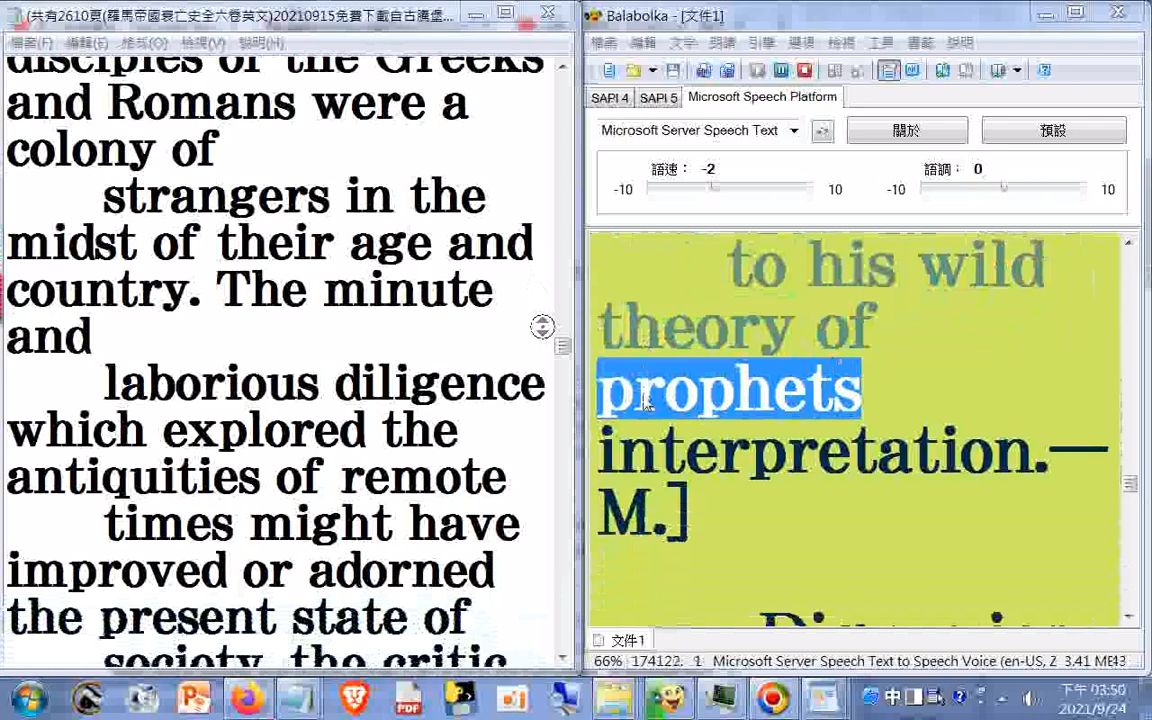 (共有2610頁(羅馬帝國衰亡史全六卷英文)20210915免費下載自古騰堡...
檔案(F) 編輯(E) 格式(O) 檢視(V) 說明(H)
disciples of the Greeks
and Romans were a
colony of
strangers in the
midst of their age and
country. The minute
and
laborious diligence
which explored the
antiquities of remote
times might have
improved or adorned
the present state of
society, the critic
Balabolka - [文件1]
檔案 編輯 文字 朗讀 引擎 選項 檢視 工具 書籤 說明
SAPI 4 SAPI 5 Microsoft Speech Platform
Microsoft Server Speech Text 關於 預設
語速： -2 語調： 0
-10 10 -10 10
to his wild
theory of
prophets
interpretation.—
M.]
文件1
66% 174122. 1 Microsoft Server Speech Text to Speech Voice (en-US, Z 3.41 ME43
PDF
中
下午 03:50
2021/9/24